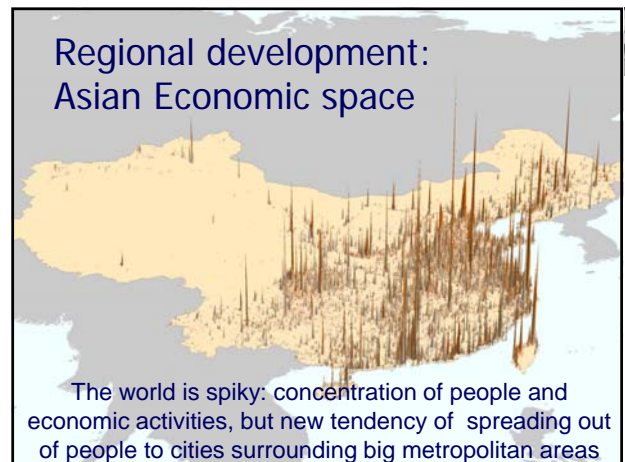 Regional development:
Asian Economic space
The world is spiky: concentration of people and
economic activities, but new tendency of spreading out
of people to cities surrounding big metropolitan areas